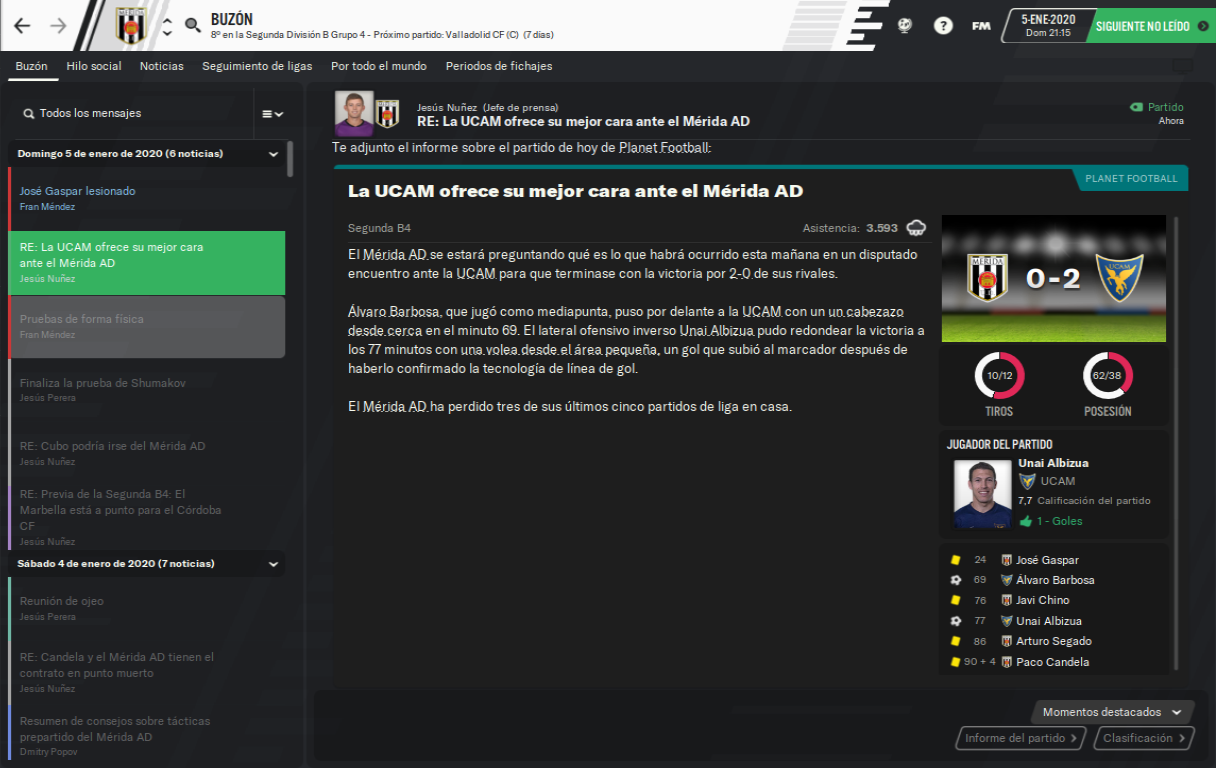 BUZÓN
8º en la Segunda División B Grupo 4 - Próximo partido: Valladolid CF (C) (7 días)
FM
5-ENE-2020
Dom 21:15
SIGUIENTE NO LEÍDO
Buzón
Hilo social
Noticias
Seguimiento de ligas
Por todo el mundo
Periodos de fichajes
Todos los mensajes
Domingo 5 de enero de 2020 (6 noticias)
José Gaspar lesionado
Fran Méndez
RE: La UCAM ofrece su mejor cara
ante el Mérida AD
Jesús Nuñez
Pruebas de forma física
Fran Méndez
Finaliza la prueba de Shumakov
Jesús Perera
RE: Cubo podría irse del Mérida AD
Jesús Nuñez
RE: Previa de la Segunda B4: El
Marbella está a punto para el Córdoba
CF
Jesús Nuñez
Sábado 4 de enero de 2020 (7 noticias)
Reunión de ojeo
Jesús Perera
RE: Candela y el Mérida AD tienen el
contrato en punto muerto
Jesús Nuñez
Resumen de consejos sobre tácticas
prepartido del Mérida AD
Dmitry Popov
Jesús Nuñez (Jefe de prensa)
RE: La UCAM ofrece su mejor cara ante el Mérida AD
Partido
Ahora
Te adjunto el informe sobre el partido de hoy de Planet Football:
PLANET FOOTBALL
La UCAM ofrece su mejor cara ante el Mérida AD
Segunda B4
Asistencia: 3.593
El Mérida AD se estará preguntando qué es lo que habrá ocurrido esta mañana en un disputado
encuentro ante la UCAM para que terminase con la victoria por 2-0 de sus rivales.
Álvaro Barbosa, que jugó como mediapunta, puso por delante a la UCAM con un un cabezazo
desde cerca en el minuto 69. El lateral ofensivo inverso Unai Albizua pudo redondear la victoria a
los 77 minutos con una volea desde el área pequeña, un gol que subió al marcador después de
haberlo confirmado la tecnología de línea de gol.
El Mérida AD ha perdido tres de sus últimos cinco partidos de liga en casa.
MÉRIDA
0-2
UCAM
10/12
62/38
TIROS
POSESIÓN
JUGADOR DEL PARTIDO
Unai Albizua
UCAM
7,7 Calificación del partido
1 - Goles
24 José Gaspar
69 Álvaro Barbosa
76 Javi Chino
77 Unai Albizua
86 Arturo Segado
90 + 4 Paco Candela
Momentos destacados
Informe del partido
Clasificación